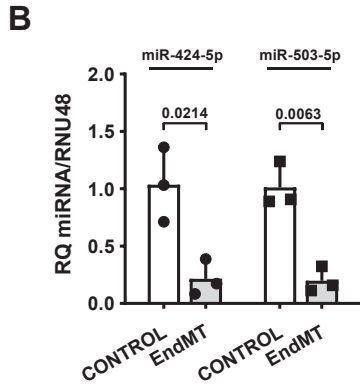 B
miR-424-5p miR-503-5p
0.0214 0.0063
RQ miRNA/RNU48
2.0
1.5
1.0
0.5
0.0
CONTROL EndMT CONTROL EndMT